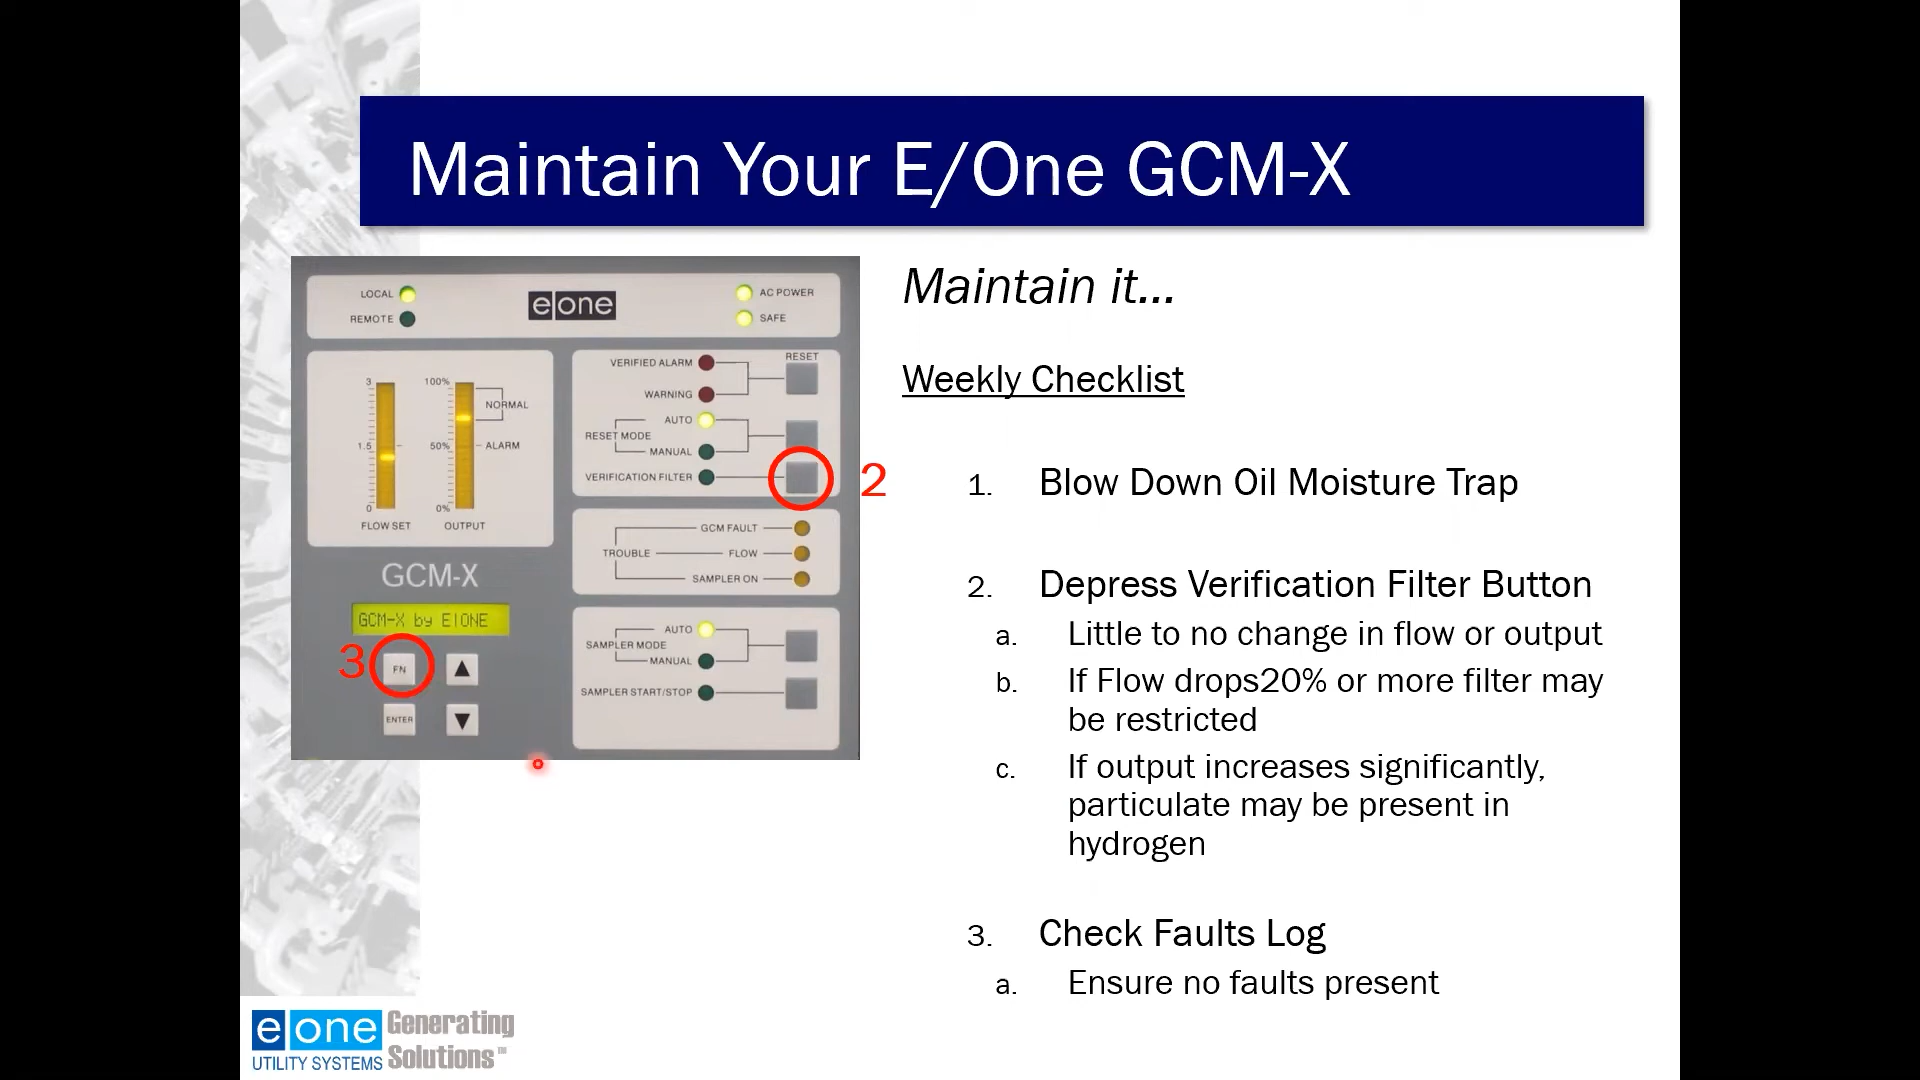 Maintain Your E/One GCM-X
LOCAL
REMOTE
e|one
AC POWER
SAFE
3
1.5
0
FLOW SET
100%
50%
0%
OUTPUT
NORMAL
ALARM
VERIFIED ALARM
WARNING
RESET
AUTO
RESET MODE
MANUAL
VERIFICATION FILTER
2
GCM FAULT
TROUBLE
FLOW
SAMPLER ON
GCM-X
GCM-X by E|ONE
3
FN
▲
ENTER
▼
AUTO
SAMPLER MODE
MANUAL
SAMPLER START/STOP
Maintain it...
Weekly Checklist
1. Blow Down Oil Moisture Trap
2. Depress Verification Filter Button
a. Little to no change in flow or output
b. If Flow drops20% or more filter may
be restricted
c. If output increases significantly,
particulate may be present in
hydrogen
3. Check Faults Log
a. Ensure no faults present
e|one
UTILITY SYSTEMS
Generating
Solutions™